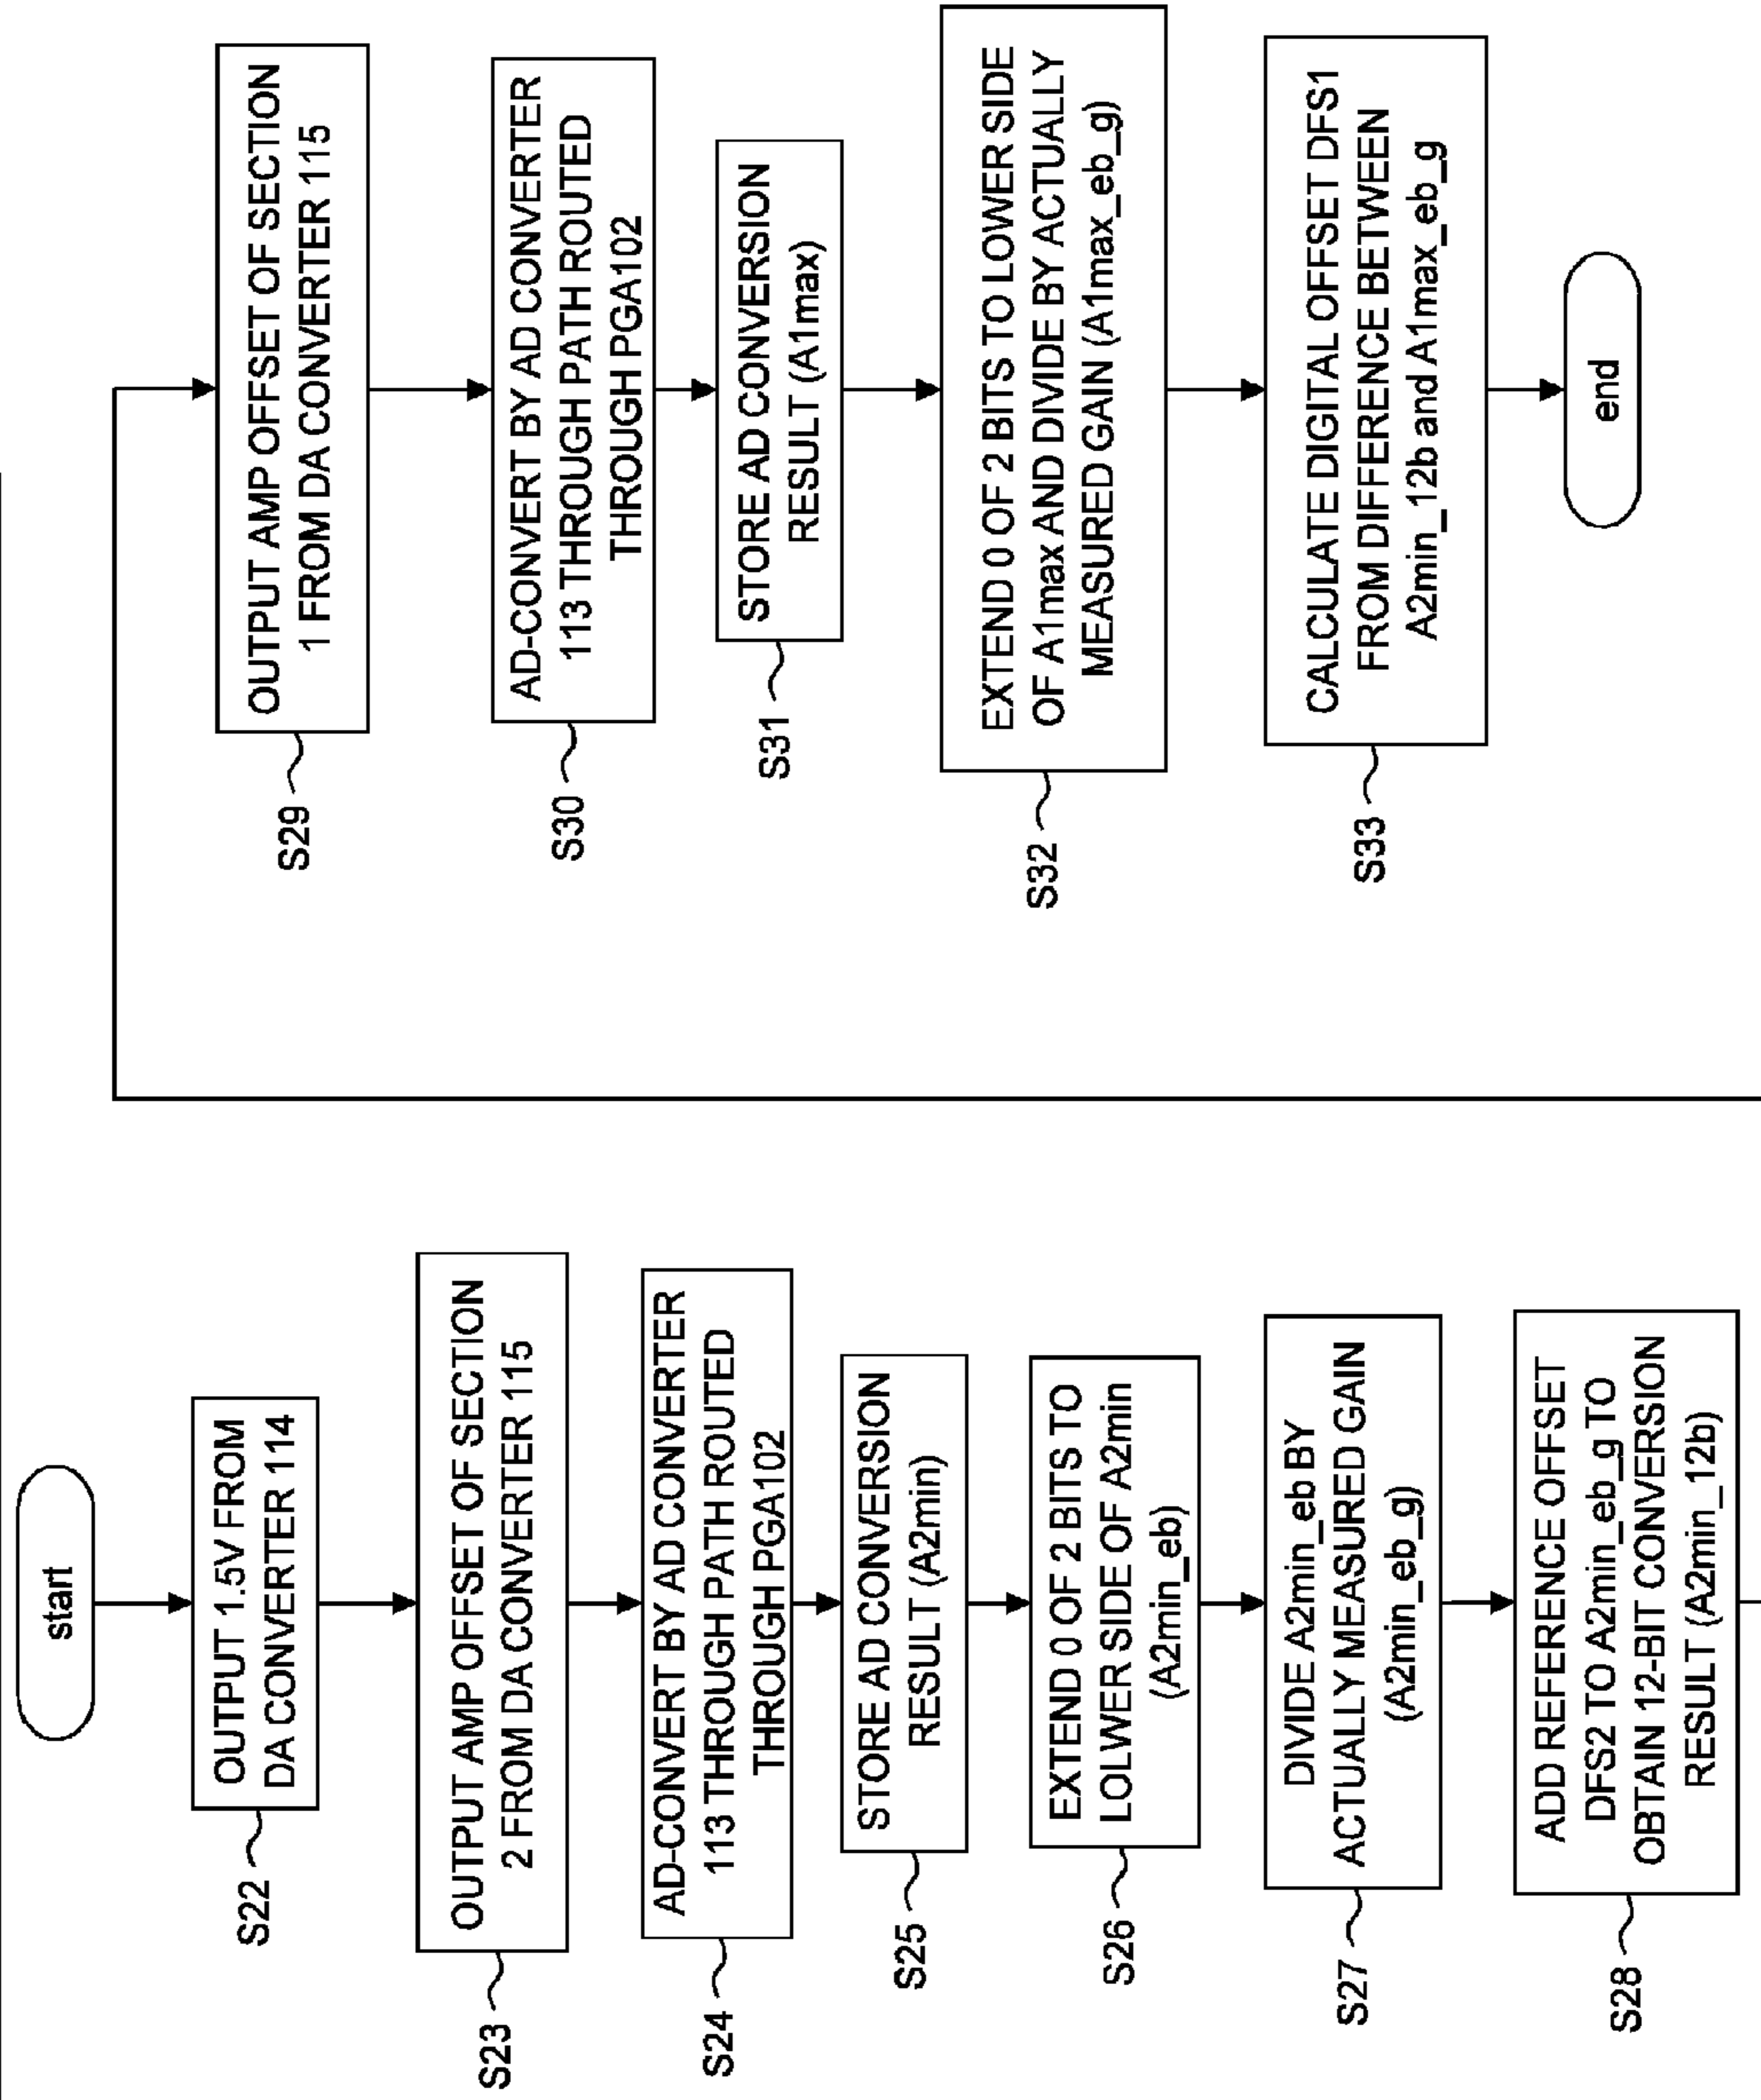 start
S22
OUTPUT 1.5V FROM
DA CONVERTER 114
S23
OUTPUT AMP OFFSET OF SECTION
2 FROM DA CONVERTER 115
S24
AD-CONVERT BY AD CONVERTER
113 THROUGH PATH ROUTED
THROUGH PGA102
S25
STORE AD CONVERSION
RESULT (A2min)
S26
EXTEND 0 OF 2 BITS TO
LOLWER SIDE OF A2min
(A2min_eb)
S27
DIVIDE A2min_eb BY
ACTUALLY MEASURED GAIN
(A2min_eb_g)
S28
ADD REFERENCE OFFSET
DFS2 TO A2min_eb_g TO
OBTAIN 12-BIT CONVERSION
RESULT (A2min_12b)
S29
OUTPUT AMP OFFSET OF SECTION
1 FROM DA CONVERTER 115
S30
AD-CONVERT BY AD CONVERTER
113 THROUGH PATH ROUTED
THROUGH PGA102
S31
STORE AD CONVERSION
RESULT (A1max)
S32
EXTEND 0 OF 2 BITS TO LOWER SIDE
OF A1max AND DIVIDE BY ACTUALLY
MEASURED GAIN (A1max_eb_g)
S33
CALCULATE DIGITAL OFFSET DFS1
FROM DIFFERENCE BETWEEN
A2min_12b and A1max_eb_g
end